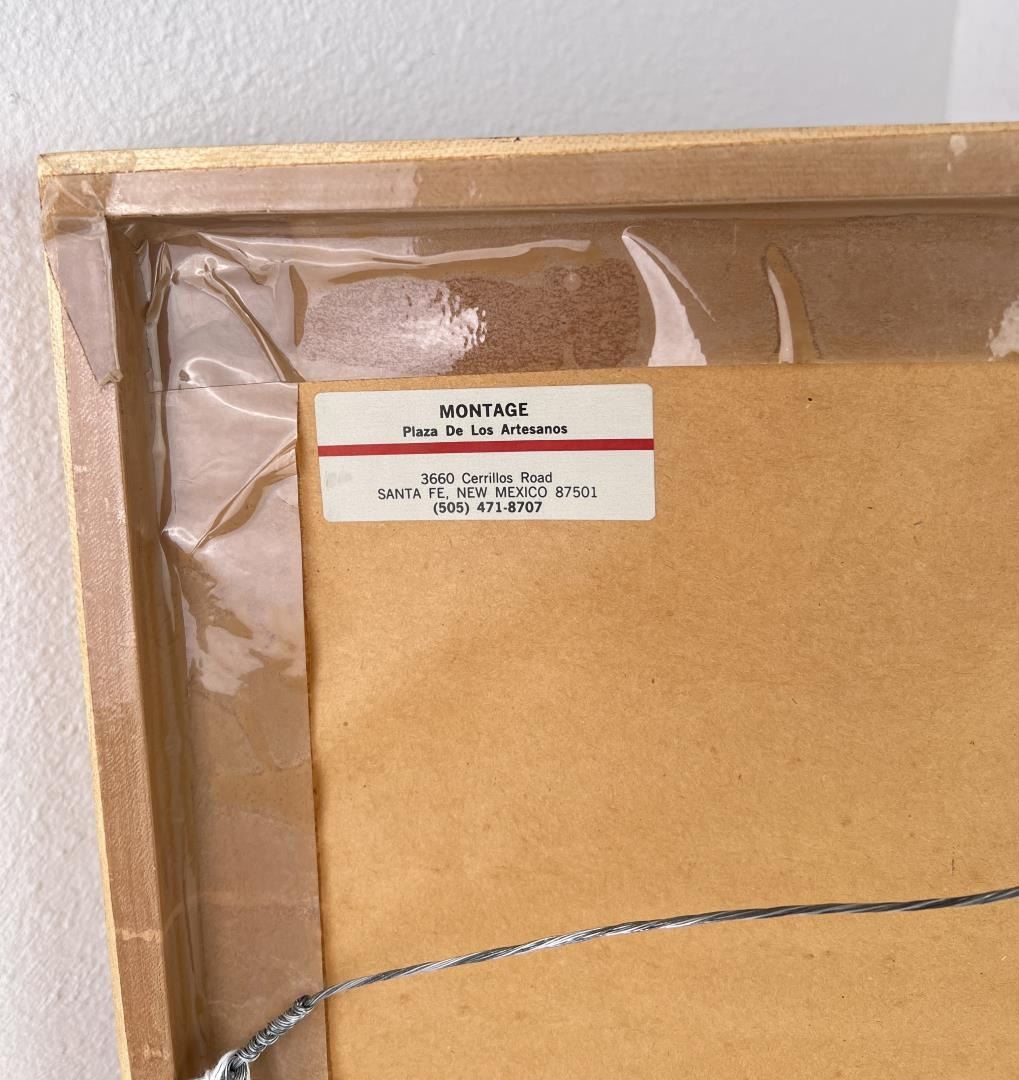 MONTAGE
Plaza De Los Artesanos
3660 Cerrillos Road
SANTA FE, NEW MEXICO 87501
(505) 471-8707